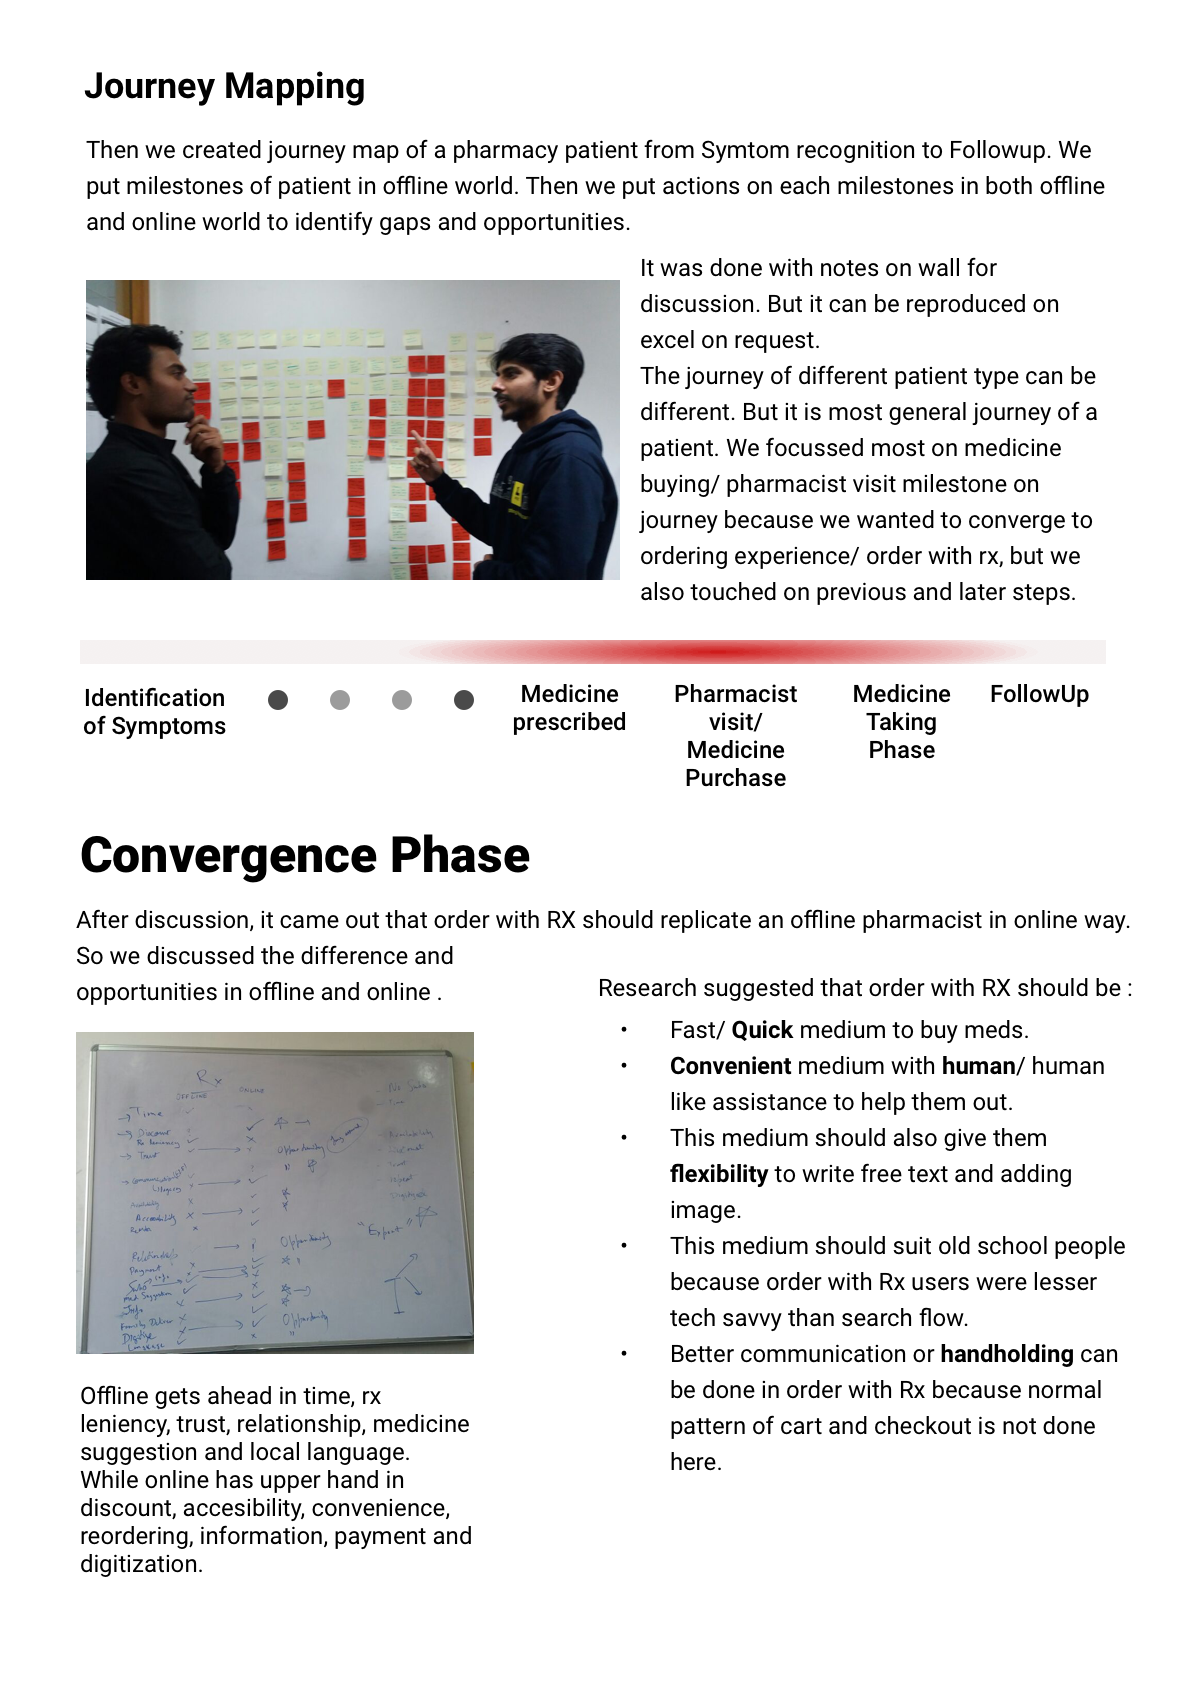 Journey Mapping
Then we created journey map of a pharmacy patient from Symtom recognition to Followup. We
put milestones of patient in offline world. Then we put actions on each milestones in both offline
and online world to identify gaps and opportunities.
It was done with notes on wall for
discussion. But it can be reproduced on
excel on request.
The journey of different patient type can be
different. But it is most general journey of a
patient. We focussed most on medicine
buying/ pharmacist visit milestone on
journey because we wanted to converge to
ordering experience/ order with rx, but we
also touched on previous and later steps.
Identification
of Symptoms
Medicine
prescribed
Pharmacist
visit/
Medicine
Purchase
Medicine
Taking
Phase
FollowUp
Convergence Phase
After discussion, it came out that order with RX should replicate an offline pharmacist in online way.
So we discussed the difference and
opportunities in offline and online .
Rx
OFFLINE ONLINE
Time
Discount
Rx leniency
Trust
Opportunity
Accessibility
"Expert"
Opportunity
Payment
Info
Opportunity
Digitize
Language
Offline gets ahead in time, rx
leniency, trust, relationship, medicine
suggestion and local language.
While online has upper hand in
discount, accesibility, convenience,
reordering, information, payment and
digitization.
Research suggested that order with RX should be :
• Fast/ Quick medium to buy meds.
• Convenient medium with human/ human
like assistance to help them out.
• This medium should also give them
flexibility to write free text and adding
image.
• This medium should suit old school people
because order with Rx users were lesser
tech savvy than search flow.
• Better communication or handholding can
be done in order with Rx because normal
pattern of cart and checkout is not done
here.